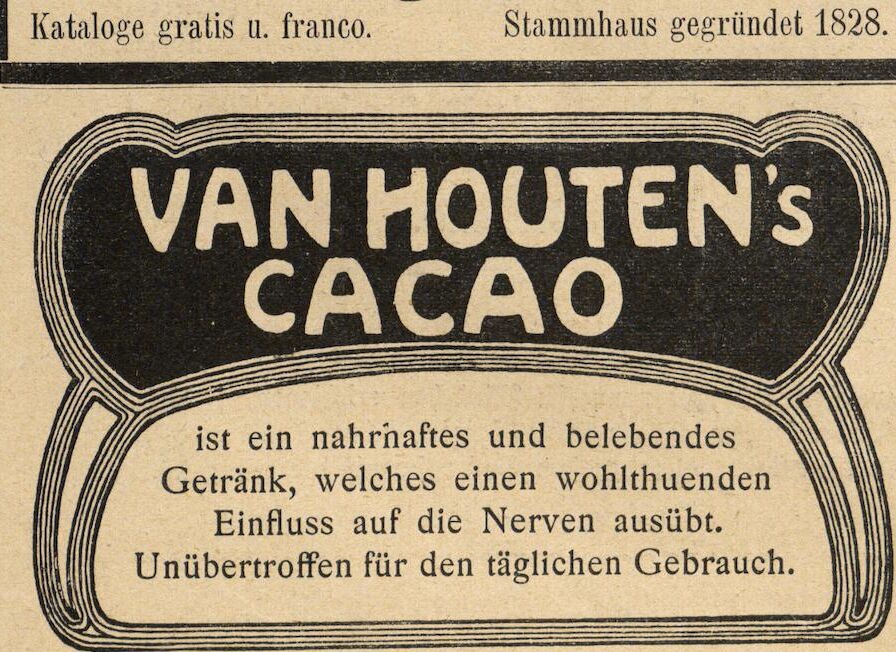 Kataloge gratis u. franco. Stammhaus gegründet 1828.
VAN HOUTEN's
CACAO
ist ein nahrhaftes und belebendes
Getränk, welches einen wohlthuenden
Einfluss auf die Nerven ausübt.
Unübertroffen für den täglichen Gebrauch.